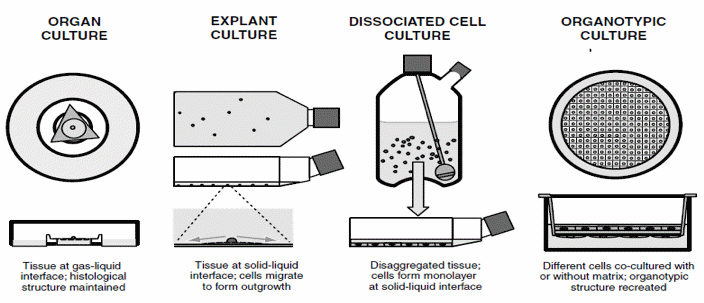 ORGAN
CULTURE
EXPLANT
CULTURE
DISSOCIATED CELL
CULTURE
ORGANOTYPIC
CULTURE
Tissue at gas-liquid
interface; histological
structure maintained
Tissue at solid-liquid
interface; cells migrate
to form outgrowth
Disaggregated tissue;
cells form monolayer
at solid-liquid interface
Different cells co-cultured with
or without matrix; organotypic
structure recreated